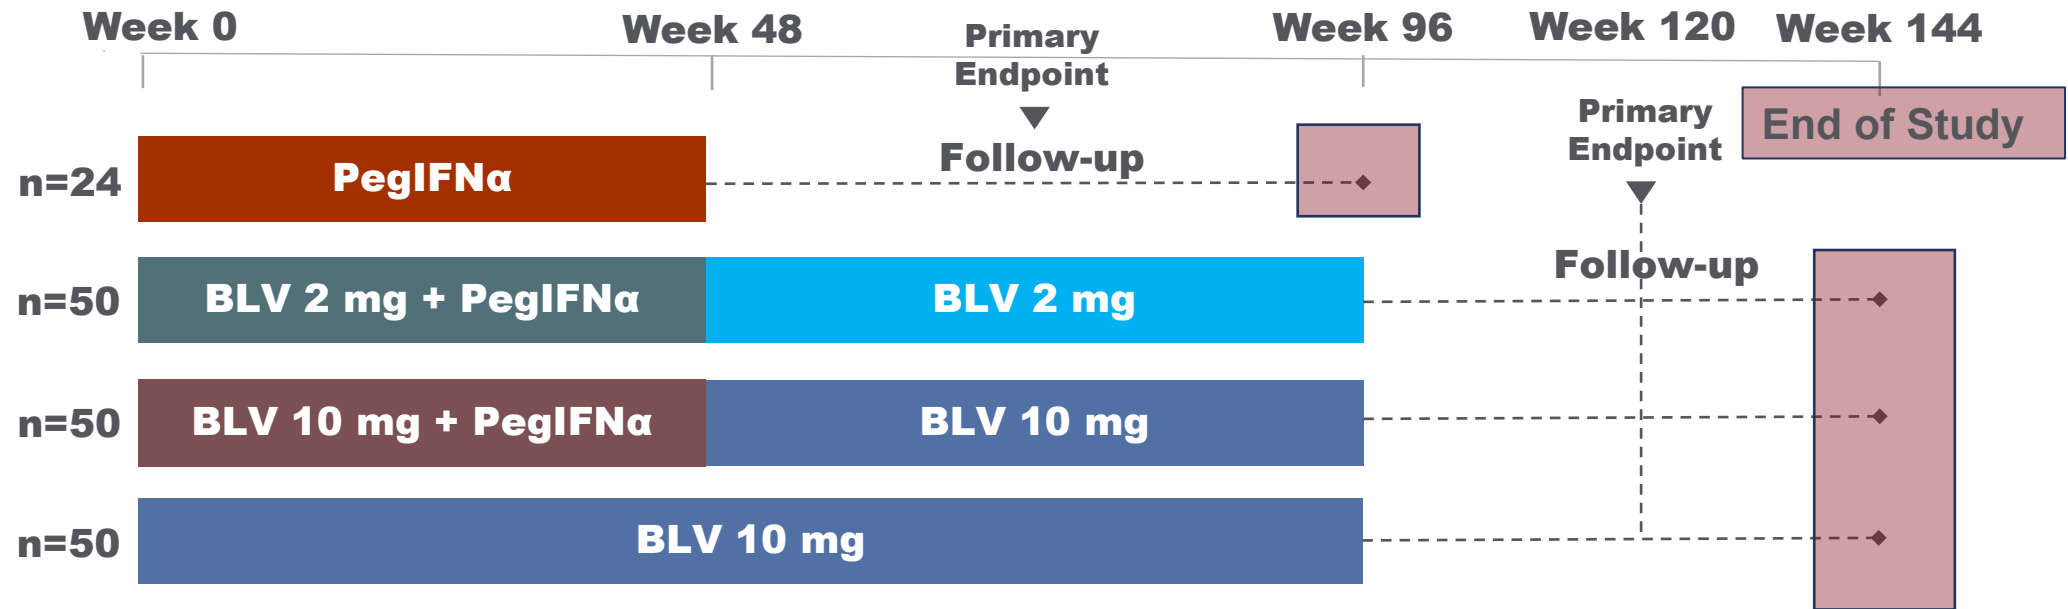 Week 0
Week 48
Primary
Endpoint
Week 96
Week 120
Week 144
Primary
Endpoint
End of Study
n=24
PegIFNα
Follow-up
n=50
BLV 2 mg + PegIFNα
BLV 2 mg
Follow-up
n=50
BLV 10 mg + PegIFNα
BLV 10 mg
n=50
BLV 10 mg